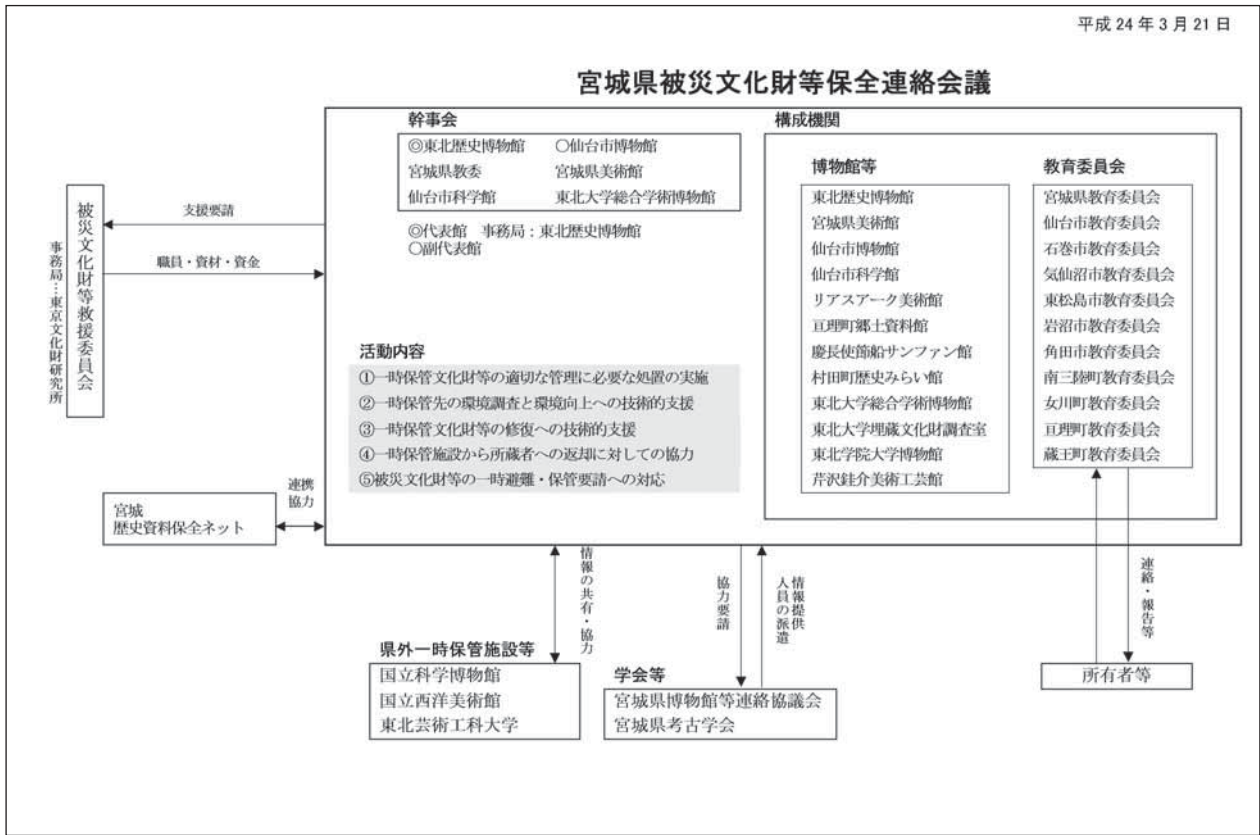 平成 24 年 3 月 21 日
宮城県被災文化財等保全連絡会議
幹事会
◎東北歴史博物館 ○仙台市博物館
宮城県教委 宮城県美術館
仙台市科学館 東北大学総合学術博物館
◎代表館 事務局：東北歴史博物館
○副代表館
活動内容
①一時保管文化財等の適切な管理に必要な処置の実施
②一時保管先の環境調査と環境向上への技術的支援
③一時保管文化財等の修復への技術的支援
④一時保管施設から所蔵者への返却に対しての協力
⑤被災文化財等の一時避難・保管要請への対応
構成機関
博物館等
東北歴史博物館
宮城県美術館
仙台市博物館
仙台市科学館
リアスアーク美術館
亘理町郷土資料館
慶長使節船サンファン館
村田町歴史みらい館
東北大学総合学術博物館
東北大学埋蔵文化財調査室
東北学院大学博物館
芹沢銈介美術工芸館
教育委員会
宮城県教育委員会
仙台市教育委員会
石巻市教育委員会
気仙沼市教育委員会
東松島市教育委員会
岩沼市教育委員会
角田市教育委員会
南三陸町教育委員会
女川町教育委員会
亘理町教育委員会
蔵王町教育委員会
被災文化財等救援委員会
事務局…東京文化財研究所
支援要請
職員・資材・資金
宮城
歴史資料保全ネット
連携
協力
情報の共有・協力
県外一時保管施設等
国立科学博物館
国立西洋美術館
東北芸術工科大学
協力要請
情報提供
人員の派遣
学会等
宮城県博物館等連絡協議会
宮城県考古学会
連絡・報告等
所有者等